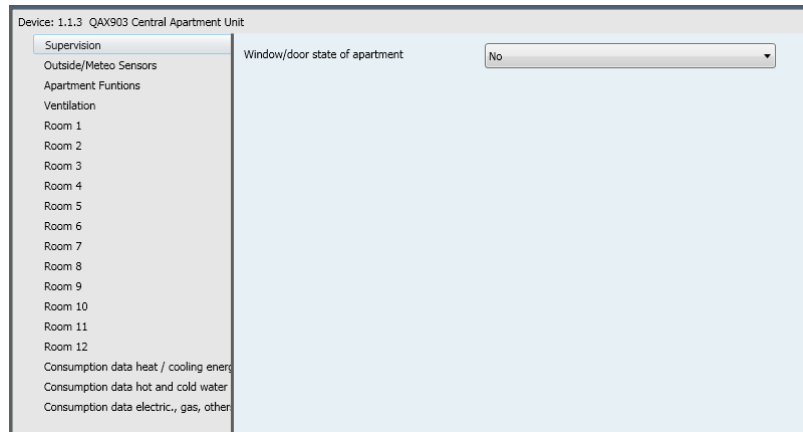 Device: 1.1.3 QAX903 Central Apartment Unit
Supervision
Window/door state of apartment
No
Outside/Meteo Sensors
Apartment Funtions
Ventilation
Room 1
Room 2
Room 3
Room 4
Room 5
Room 6
Room 7
Room 8
Room 9
Room 10
Room 11
Room 12
Consumption data heat / cooling energ
Consumption data hot and cold water
Consumption data electric., gas, other